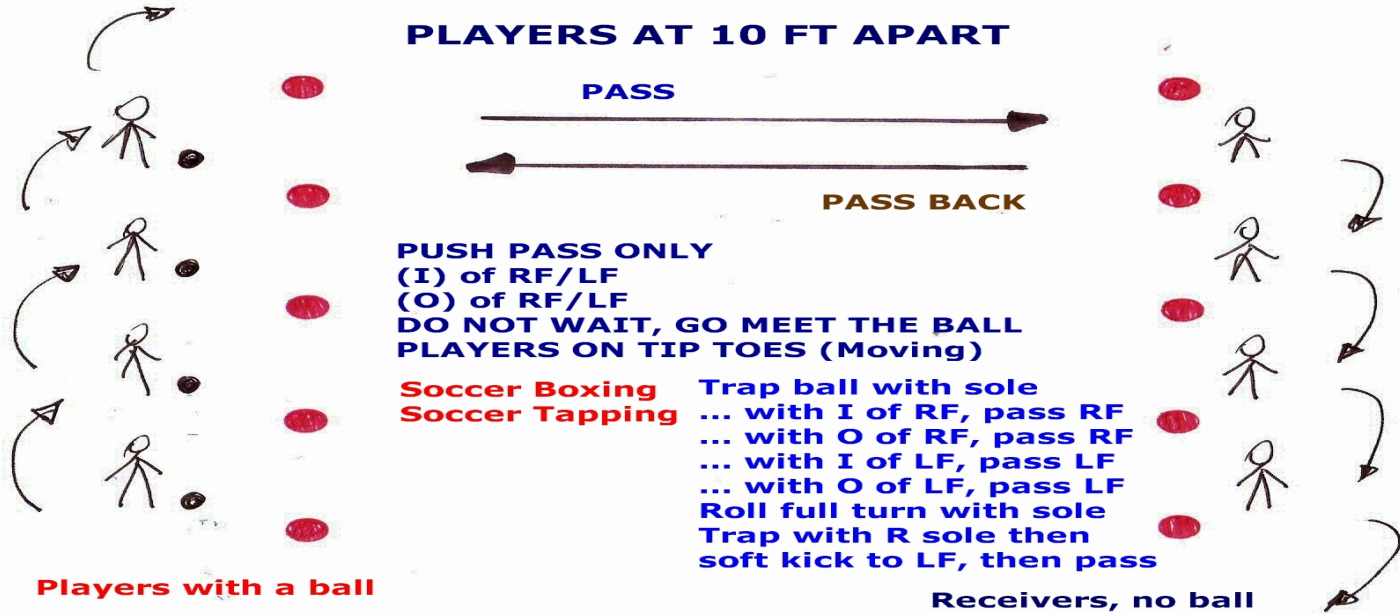 PLAYERS AT 10 FT APART
PASS
PASS BACK
PUSH PASS ONLY
(I) of RF/LF
(O) of RF/LF
DO NOT WAIT, GO MEET THE BALL
PLAYERS ON TIP TOES (Moving)
Soccer Boxing
Soccer Tapping
Trap ball with sole
... with I of RF, pass RF
... with O of RF, pass RF
... with I of LF, pass LF
... with O of LF, pass LF
Roll full turn with sole
Trap with R sole then
soft kick to LF, then pass
Players with a ball
Receivers, no ball